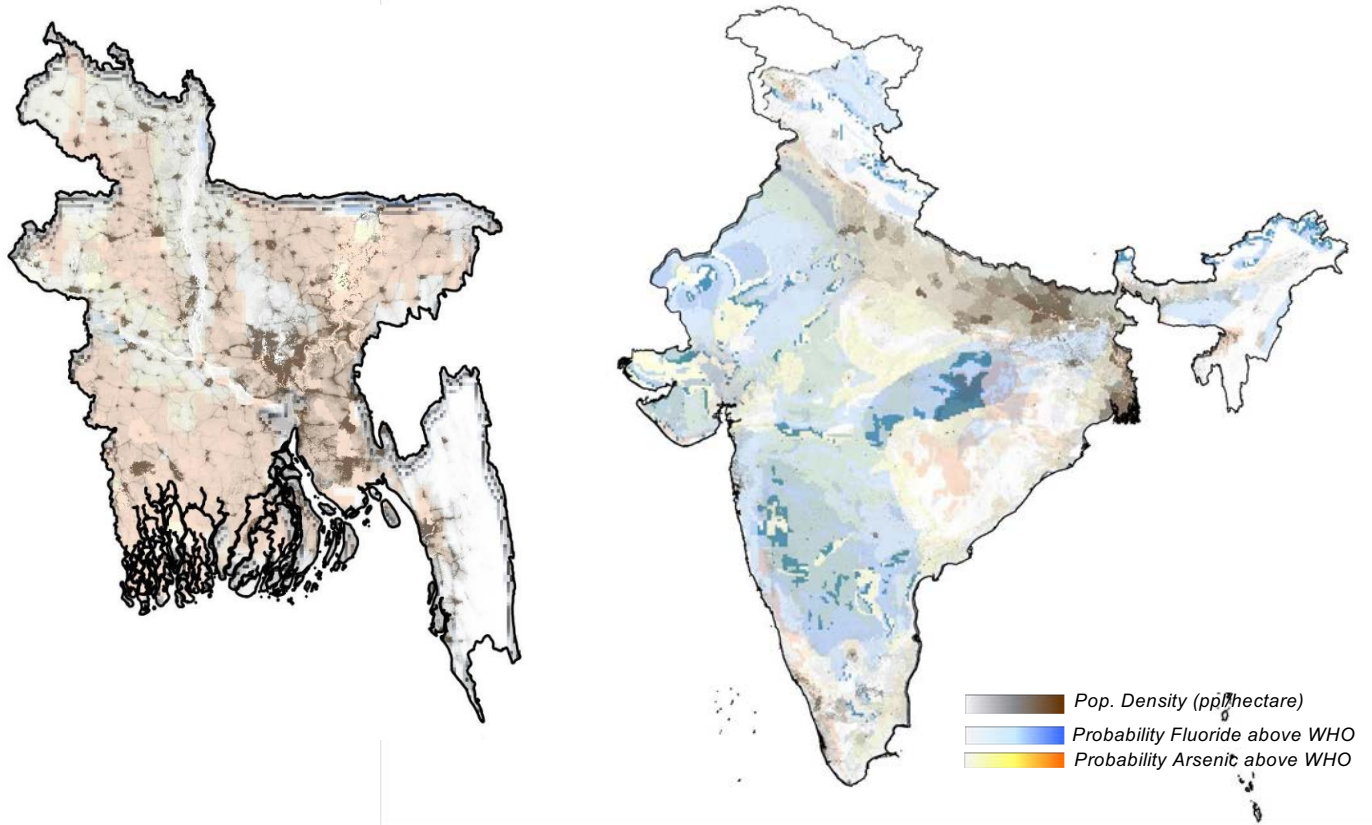 Pop. Density (ppl/hectare)
Probability Fluoride above WHO
Probability Arsenic above WHO